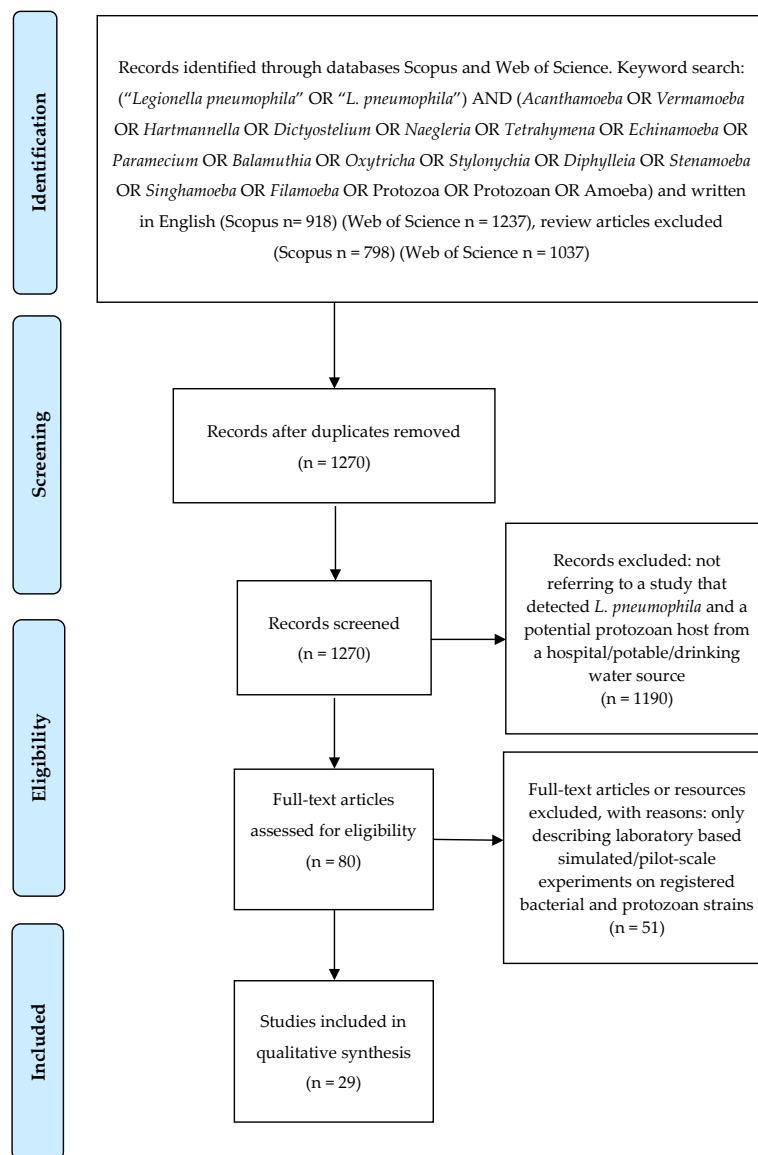 Identification
Records identified through databases Scopus and Web of Science. Keyword search:
(“Legionella pneumophila” OR “L. pneumophila”) AND (Acanthamoeba OR Vermamoeba
OR Hartmannella OR Dictyostelium OR Naegleria OR Tetrahymena OR Echinamoeba OR
Paramecium OR Balamuthia OR Oxytricha OR Stylonychia OR Diphylleia OR Stenamoeba
OR Singhamoeba OR Filamoeba OR Protozoa OR Protozoan OR Amoeba) and written
in English (Scopus n= 918) (Web of Science n = 1237), review articles excluded
(Scopus n = 798) (Web of Science n = 1037)
Screening
Records after duplicates removed
(n = 1270)
Records screened
(n = 1270)
Records excluded: not
referring to a study that
detected L. pneumophila and a
potential protozoan host from
a hospital/potable/drinking
water source
(n = 1190)
Eligibility
Full-text articles
assessed for eligibility
(n = 80)
Full-text articles or resources
excluded, with reasons: only
describing laboratory based
simulated/pilot-scale
experiments on registered
bacterial and protozoan strains
(n = 51)
Included
Studies included in
qualitative synthesis
(n = 29)